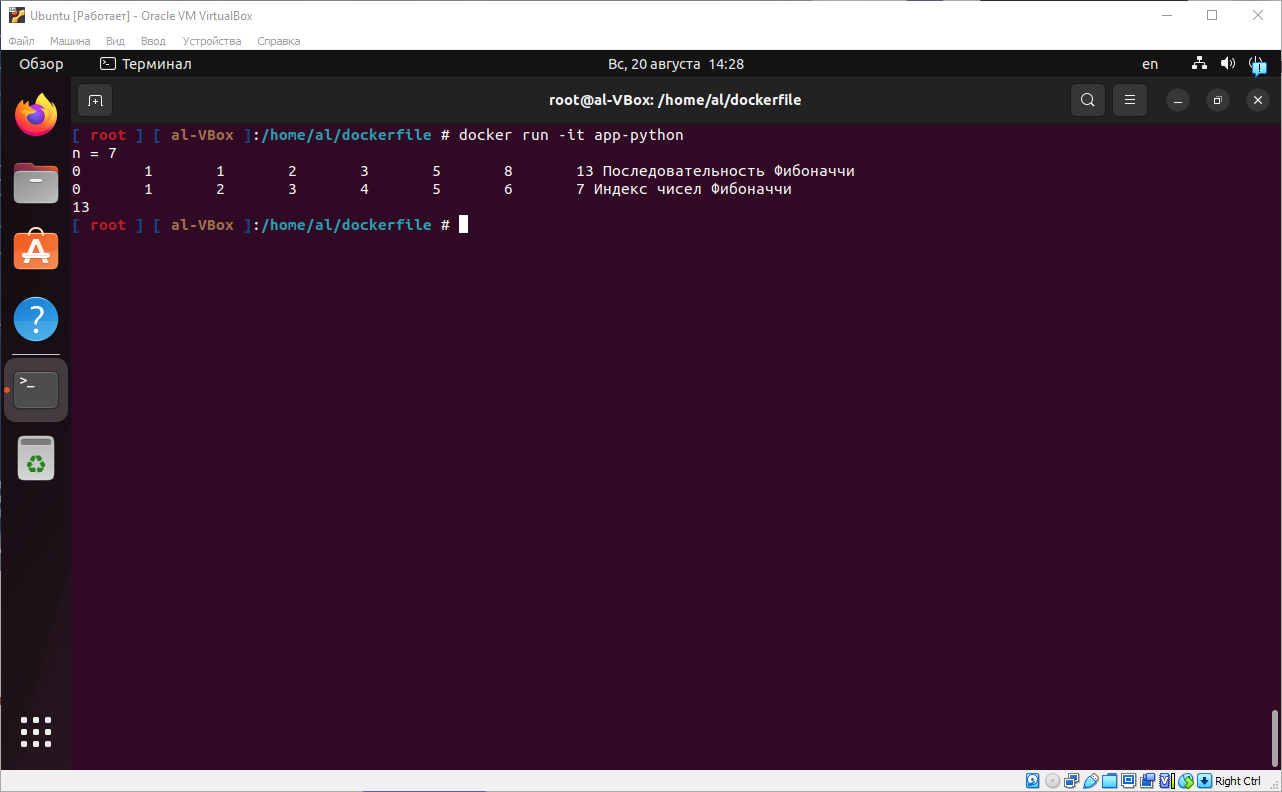 Ubuntu [Работает] - Oracle VM VirtualBox
Файл Машина Вид Ввод Устройства Справка
Обзор Терминал Вс, 20 августа 14:28 en
root@al-VBox: /home/al/dockerfile
[ root ] [ al-VBox ]:/home/al/dockerfile # docker run -it app-python
n = 7
0 1 1 2 3 5 8 13 Последовательность Фибоначчи
0 1 2 3 4 5 6 7 Индекс чисел Фибоначчи
13
[ root ] [ al-VBox ]:/home/al/dockerfile #
Right Ctrl